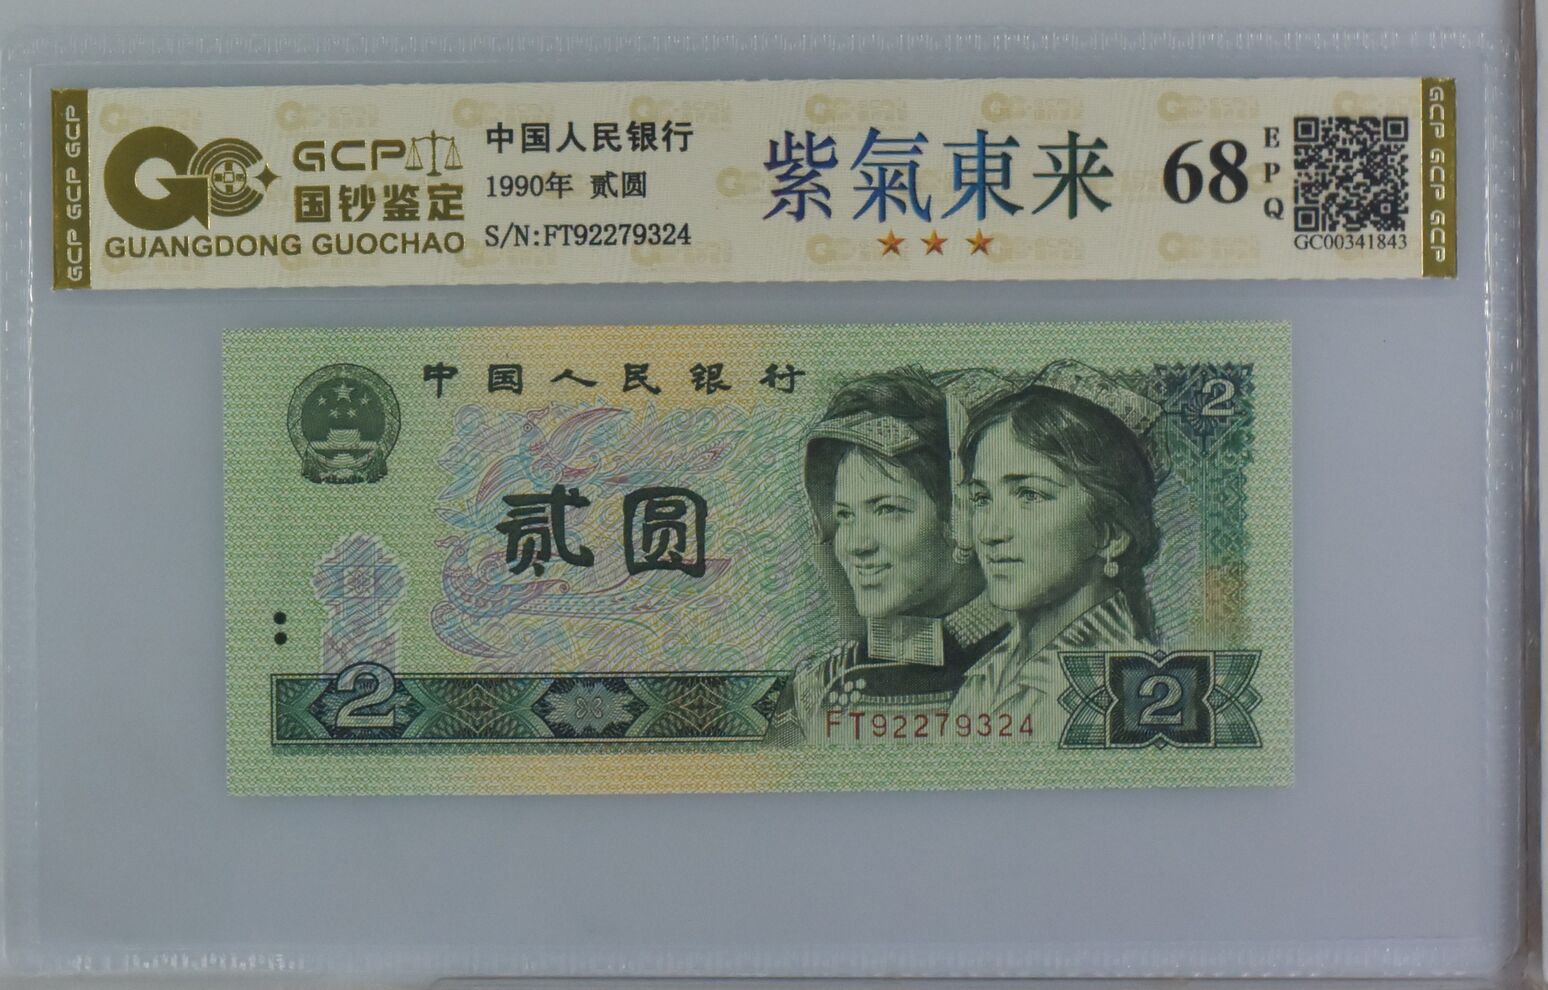 GCP GCP GCP
GCP
国钞鉴定
GUANGDONG GUOCHAO
中国人民银行
1990年 贰圆
S/N:FT92279324
紫氣東来
68
EPQ
GC00341843
GCP GCP GCP
中国人民银行
2
贰圆
2
FT92279324
2